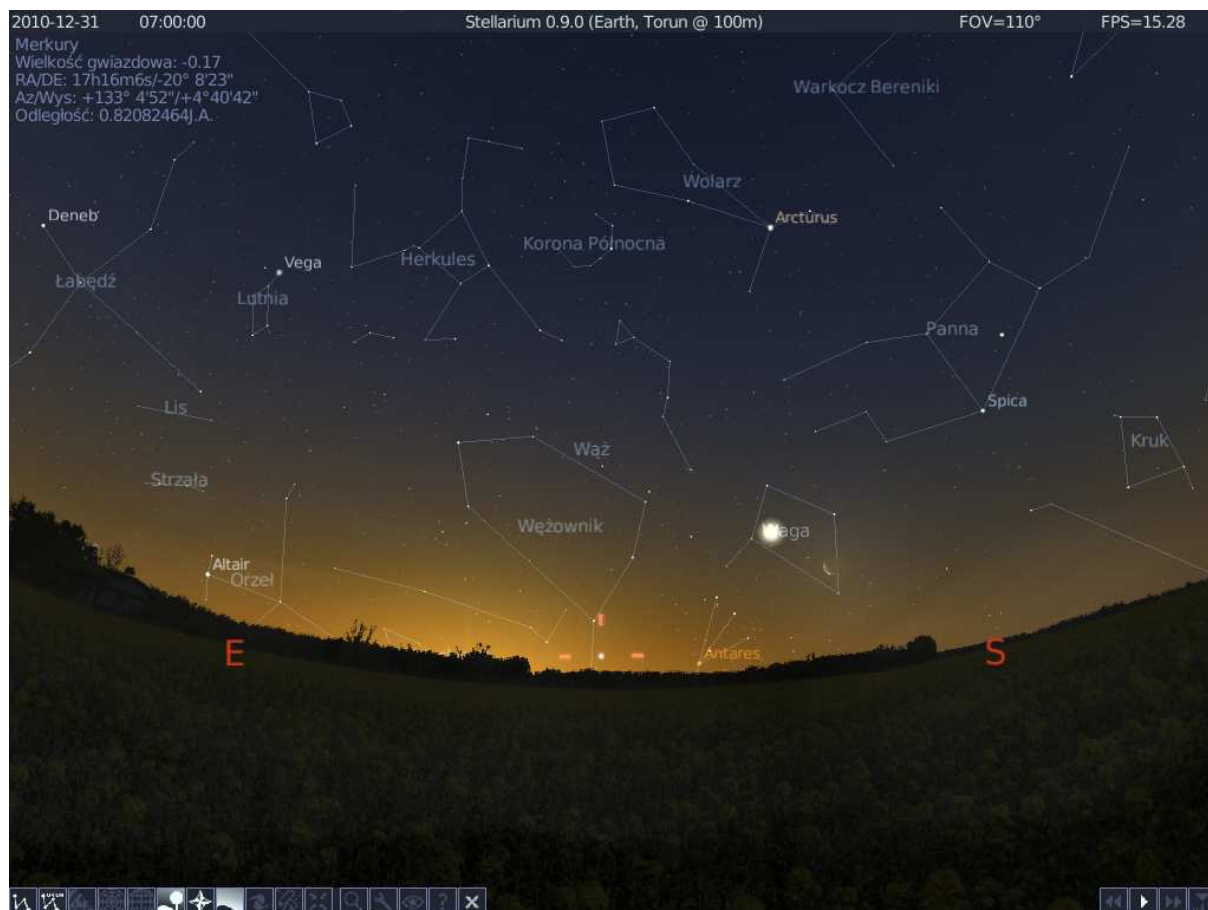 2010-12-31 07:00:00 Stellarium 0.9.0 (Earth, Torun @ 100m) FOV=110° FPS=15.28
Merkury
Wielkość gwiazdowa: -0.17
RA/DE: 17h16m6s/-20° 8'23"
Az/Wys: +133° 4'52"/+4°40'42"
Odległość: 0.82082464J.A.
Warkocz Bereniki
Wolarz
Deneb
Arcturus
Korona Północna
Herkules
Vega
Łabędź
Lutnia
Panna
Spica
Lis
Kruk
Wąż
Strzała
Wężownik
Waga
Altair
Orzeł
E
Antares
S